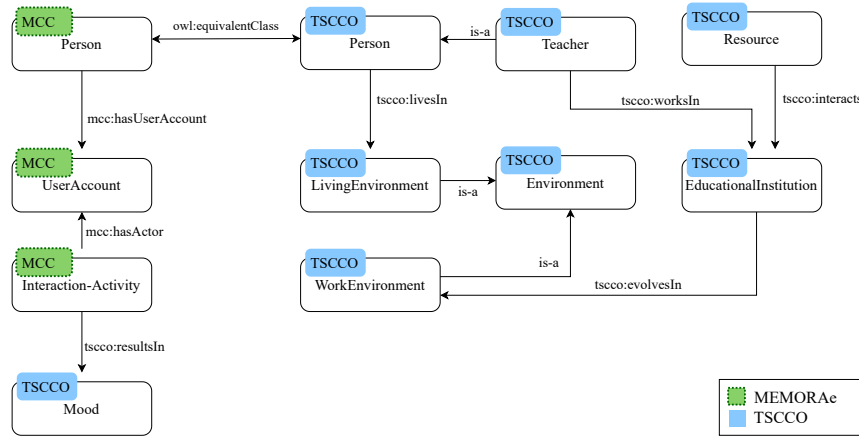 MCC
Person
owl:equivalentClass
TSCCO
Person
is-a
TSCCO
Teacher
TSCCO
Resource
mcc:hasUserAccount
tscco:livesIn
tscco:worksIn
tscco:interacts
MCC
UserAccount
TSCCO
LivingEnvironment
is-a
TSCCO
Environment
TSCCO
EducationalInstitution
mcc:hasActor
MCC
Interaction-Activity
TSCCO
WorkEnvironment
is-a
tscco:evolvesIn
tscco:resultsIn
TSCCO
Mood
MEMORAe
TSCCO